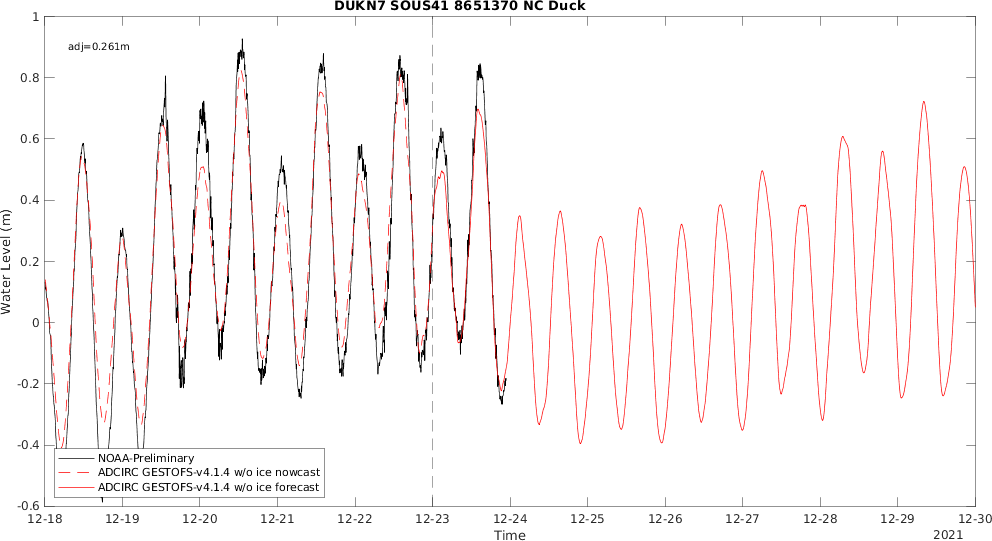 DUKN7 SOUS41 8651370 NC Duck
adj=0.261m
1
0.8
0.6
0.4
0.2
0
-0.2
-0.4
-0.6
Water Level (m)
NOAA-Preliminary
ADCIRC GESTOFS-v4.1.4 w/o ice nowcast
ADCIRC GESTOFS-v4.1.4 w/o ice forecast
12-18 12-19 12-20 12-21 12-22 12-23 12-24 12-25 12-26 12-27 12-28 12-29 12-30
Time
2021